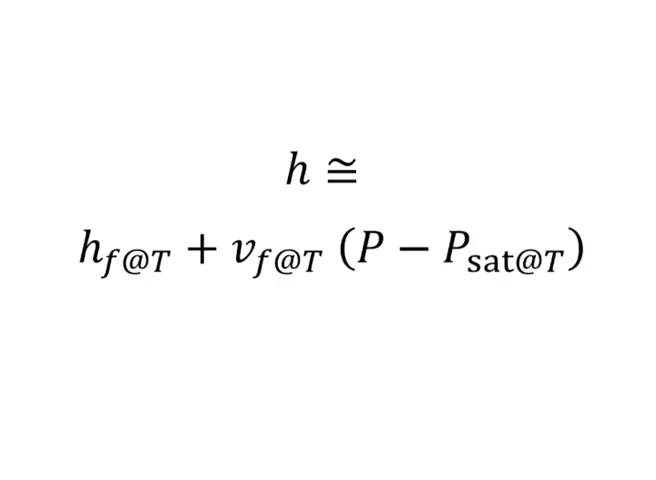 h ≅
h_{f@T} + v_{f@T} (P − P_{sat@T})